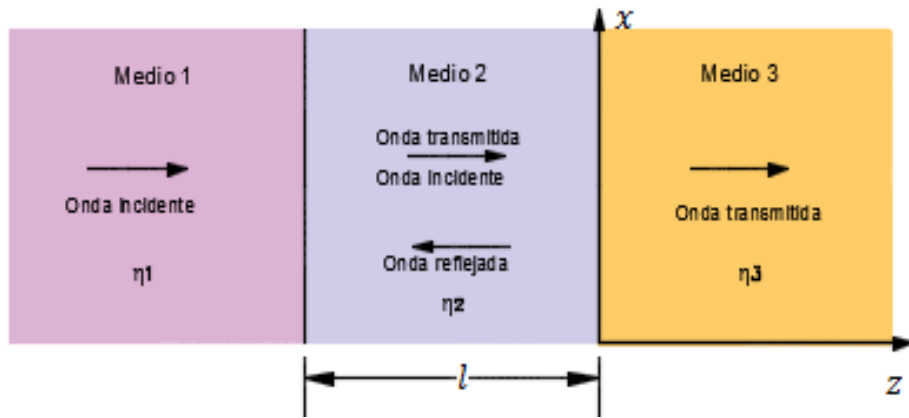 x
Medio 1
Medio 2
Medio 3
Onda transmitida
Onda incidente
Onda incidente
Onda transmitida
Onda reflejada
η1
η2
η3
l
z